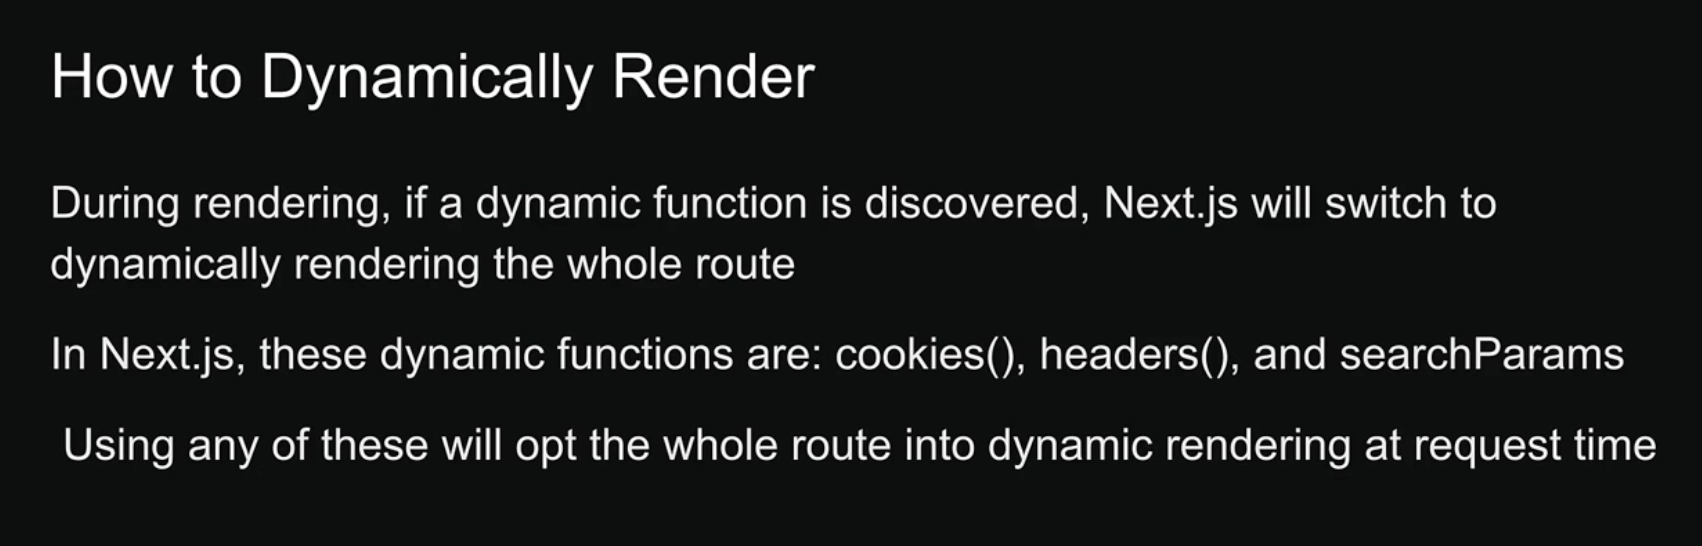 How to Dynamically Render
During rendering, if a dynamic function is discovered, Next.js will switch to
dynamically rendering the whole route
In Next.js, these dynamic functions are: cookies(), headers(), and searchParams
Using any of these will opt the whole route into dynamic rendering at request time